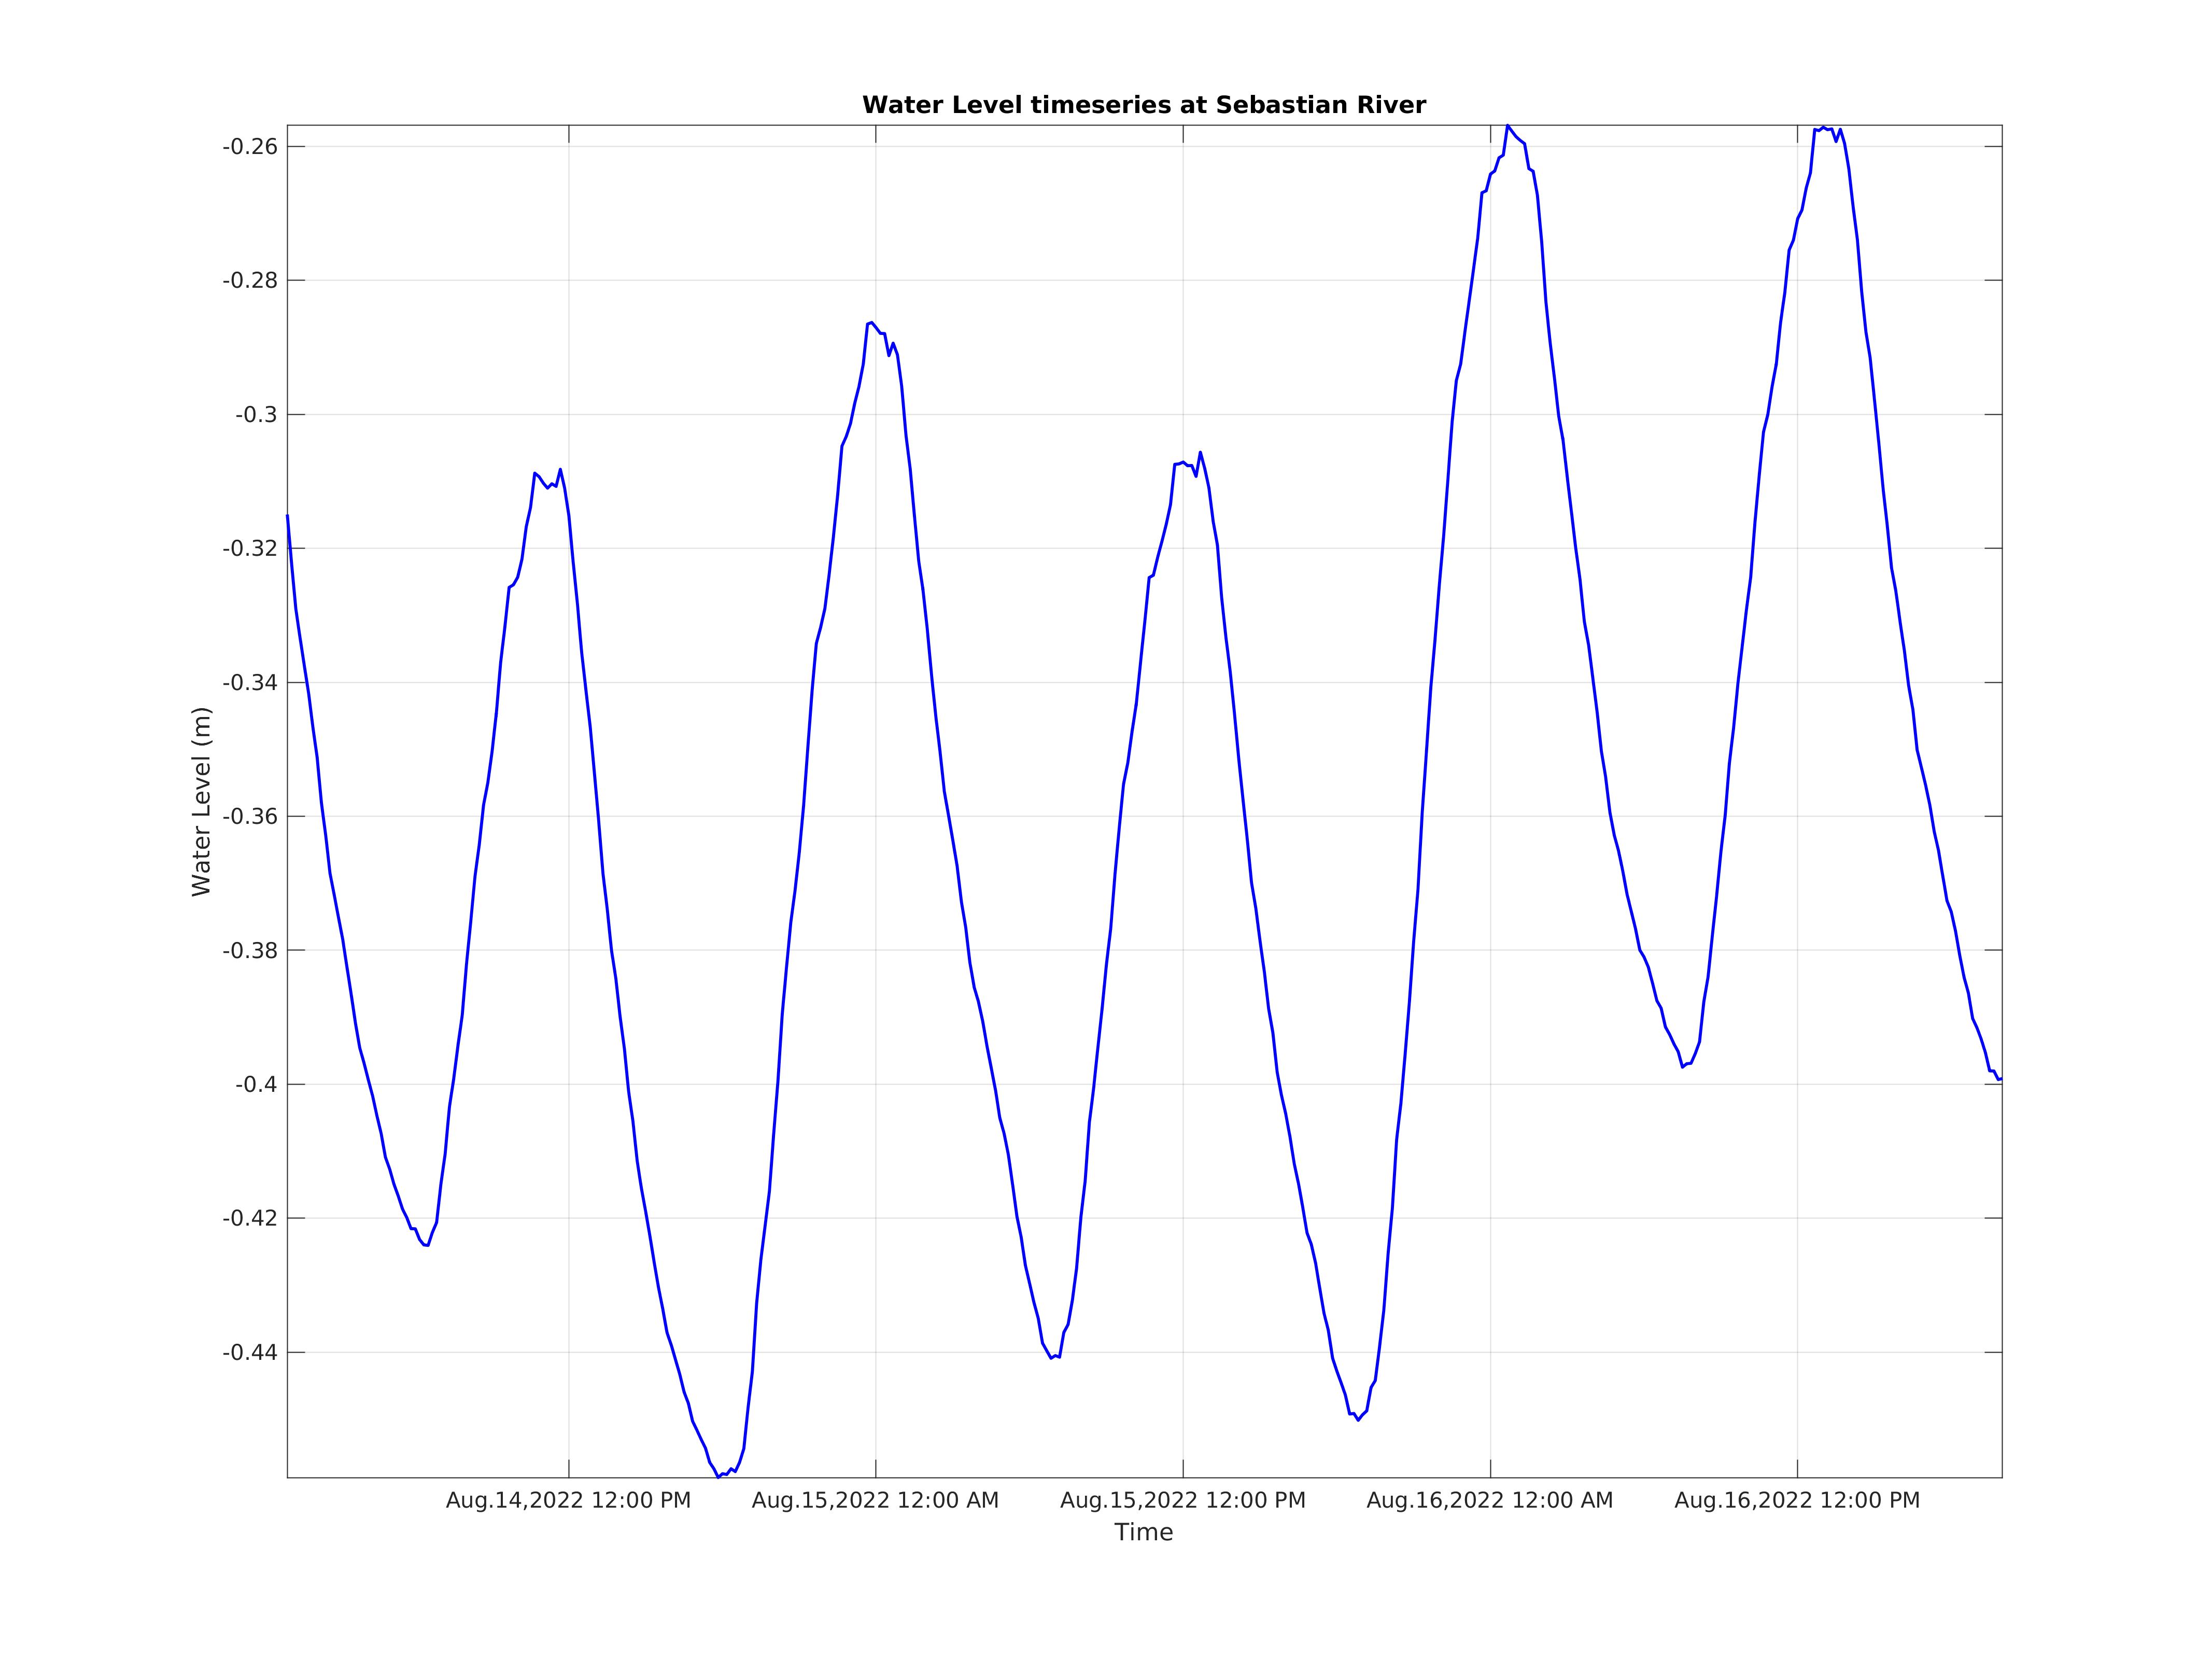 Water Level timeseries at Sebastian River
-0.26
-0.28
-0.3
-0.32
-0.34
-0.36
-0.38
-0.4
-0.42
-0.44
Water Level (m)
Aug.14,2022 12:00 PM
Aug.15,2022 12:00 AM
Aug.15,2022 12:00 PM
Aug.16,2022 12:00 AM
Aug.16,2022 12:00 PM
Time